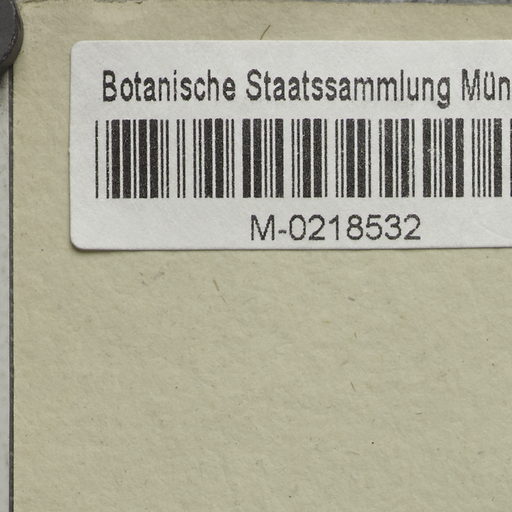 Botanische Staatssammlung Mün
M-0218532